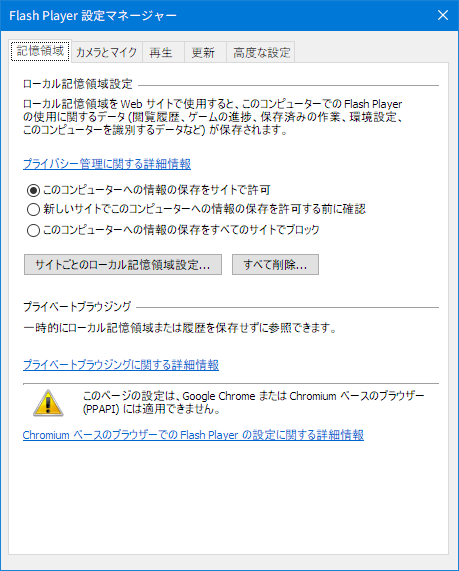 Flash Player 設定マネージャー
記憶領域 カメラとマイク 再生 更新 高度な設定
ローカル記憶領域設定
ローカル記憶領域を Web サイトで使用すると、このコンピューターでの Flash Player
の使用に関するデータ (閲覧履歴、ゲームの進捗、保存済みの作業、環境設定、
このコンピューターを識別するデータなど) が保存されます。
プライバシー管理に関する詳細情報
このコンピューターへの情報の保存をサイトで許可
新しいサイトでこのコンピューターへの情報の保存を許可する前に確認
このコンピューターへの情報の保存をすべてのサイトでブロック
サイトごとのローカル記憶領域設定... すべて削除...
プライベートブラウジング
一時的にローカル記憶領域または履歴を保存せずに参照できます。
プライベートブラウジングに関する詳細情報
このページの設定は、Google Chrome または Chromium ベースのブラウザー
(PPAPI) には適用できません。
Chromium ベースのブラウザーでの Flash Player の設定に関する詳細情報